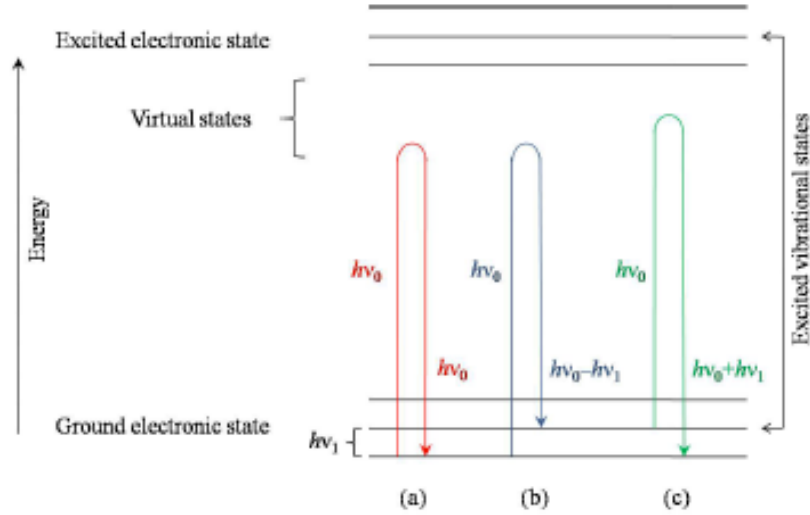 Excited electronic state
Virtual states
Energy
Excited vibrational states
hν₀
hν₀
hν₀
hν₀
hν₀–hν₁
hν₀+hν₁
Ground electronic state
hν₁
(a)
(b)
(c)